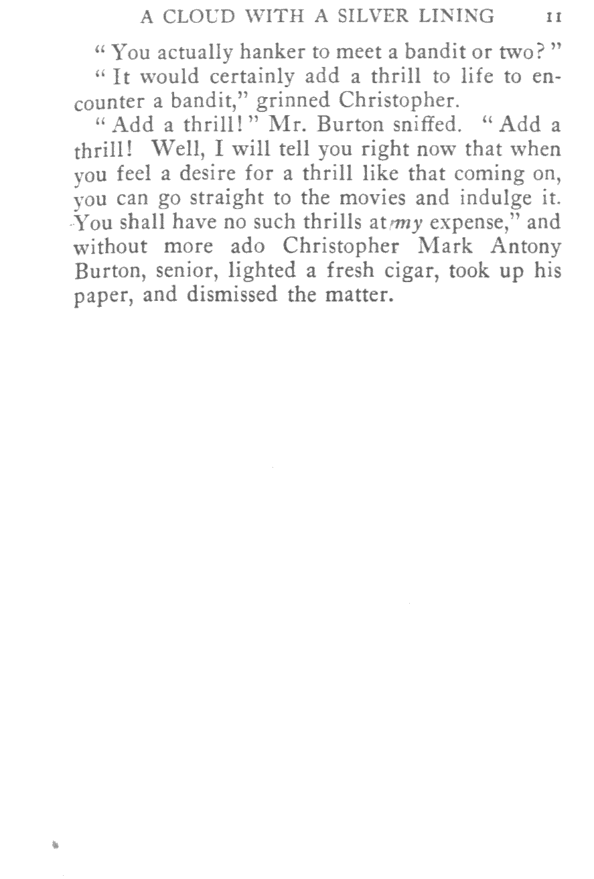 A CLOUD WITH A SILVER LINING 11
“ You actually hanker to meet a bandit or two? ”
“ It would certainly add a thrill to life to en-
counter a bandit,” grinned Christopher.
“ Add a thrill! ” Mr. Burton sniffed. “ Add a
thrill! Well, I will tell you right now that when
you feel a desire for a thrill like that coming on,
you can go straight to the movies and indulge it.
You shall have no such thrills at my expense,” and
without more ado Christopher Mark Antony
Burton, senior, lighted a fresh cigar, took up his
paper, and dismissed the matter.